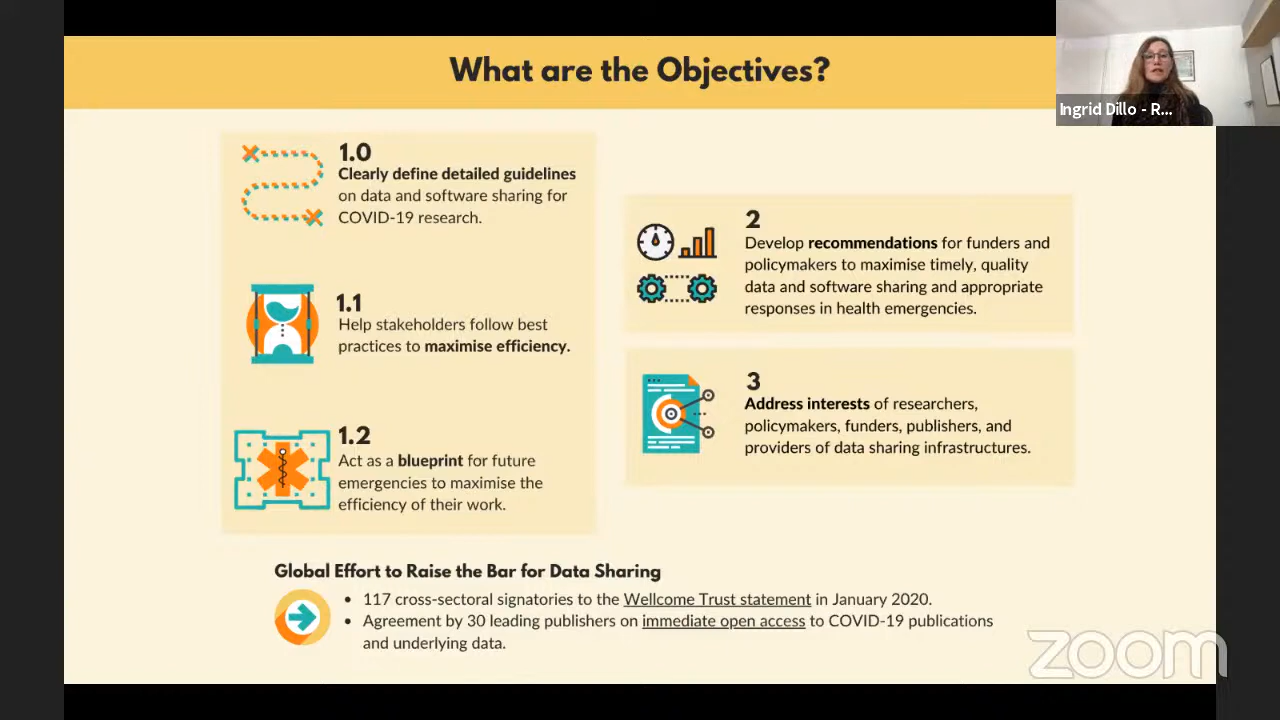 What are the Objectives?
Ingrid Dillo - R...
1.0
Clearly define detailed guidelines
on data and software sharing for
COVID-19 research.
1.1
Help stakeholders follow best
practices to maximise efficiency.
1.2
Act as a blueprint for future
emergencies to maximise the
efficiency of their work.
2
Develop recommendations for funders and
policymakers to maximise timely, quality
data and software sharing and appropriate
responses in health emergencies.
3
Address interests of researchers,
policymakers, funders, publishers, and
providers of data sharing infrastructures.
Global Effort to Raise the Bar for Data Sharing
• 117 cross-sectoral signatories to the Wellcome Trust statement in January 2020.
• Agreement by 30 leading publishers on immediate open access to COVID-19 publications
and underlying data.
zoom